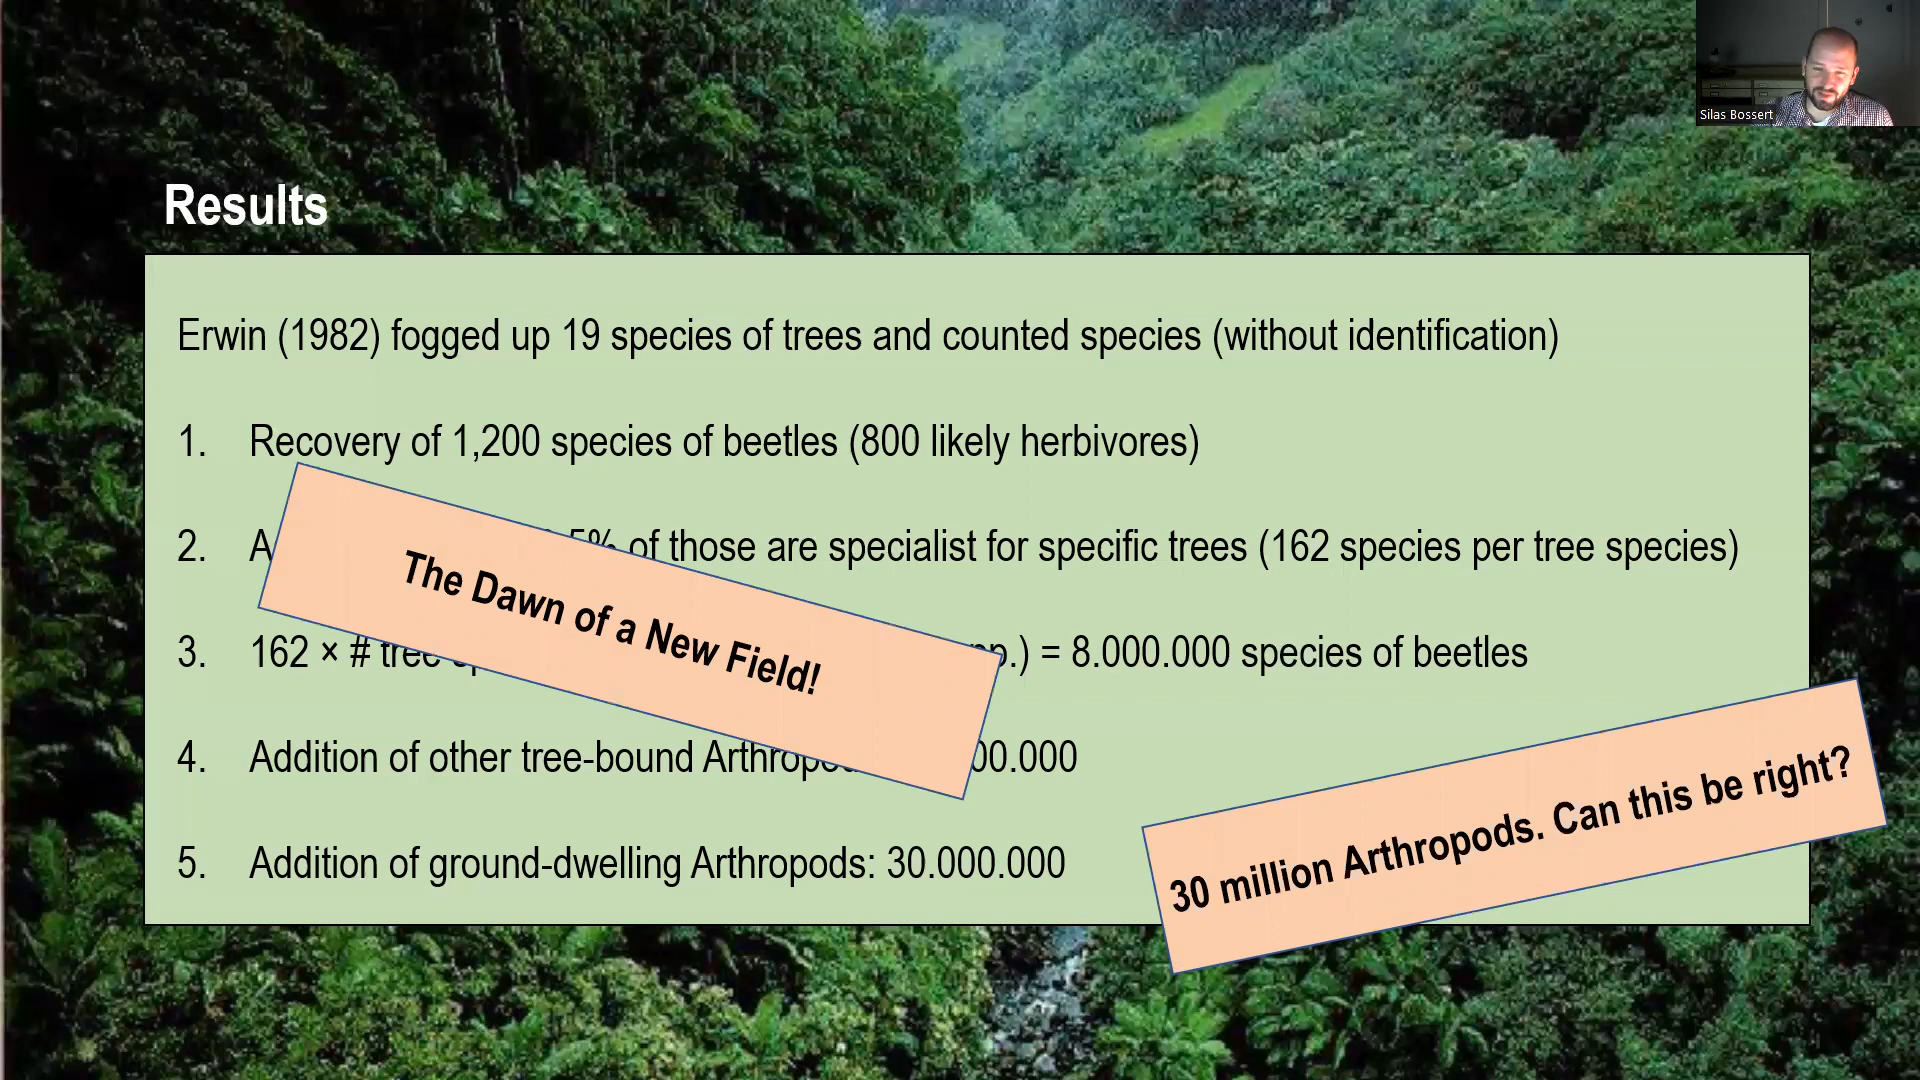 Silas Bossert
Results
Erwin (1982) fogged up 19 species of trees and counted species (without identification)
1. Recovery of 1,200 species of beetles (800 likely herbivores)
2. of those are specialist for specific trees (162 species per tree species)
3. 162 × # tree = 8.000.000 species of beetles
4. Addition of other tree-bound
5. Addition of ground-dwelling Arthropods: 30.000.000
The Dawn of a New Field!
30 million Arthropods. Can this be right?